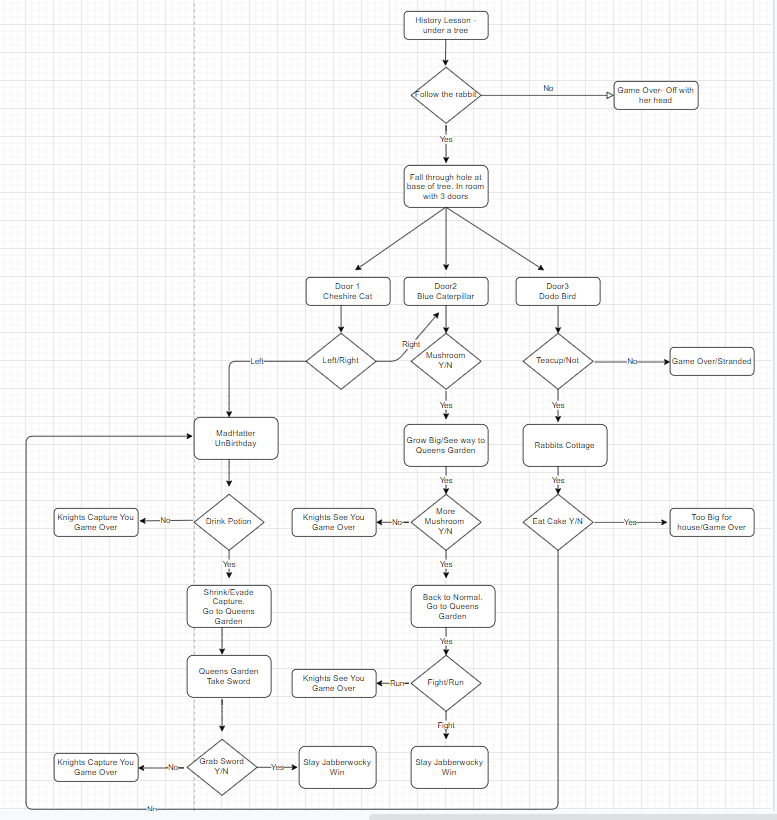 History Lesson -
under a tree
Follow the rabbit
No
Game Over- Off with
her head
Yes
Fall through hole at
base of tree. In room
with 3 doors
Door 1
Cheshire Cat
Door2
Blue Caterpillar
Door3
Dodo Bird
Left
Left/Right
Right
Mushroom
Y/N
Teacup/Not
No
Game Over/Stranded
Yes
Yes
MadHatter
UnBirthday
Grow Big/See way to
Queens Garden
Rabbits Cottage
Yes
Yes
Knights Capture You
Game Over
No
Drink Potion
Knights See You
Game Over
No
More
Mushroom
Y/N
Eat Cake Y/N
Yes
Too Big for
house/Game Over
Yes
Yes
Shrink/Evade
Capture.
Go to Queens
Garden
Back to Normal.
Go to Queens
Garden
Yes
Queens Garden
Take Sword
Knights See You
Game Over
Run
Fight/Run
Fight
Knights Capture You
Game Over
No
Grab Sword
Y/N
Yes
Slay Jabberwocky
Win
Slay Jabberwocky
Win
No